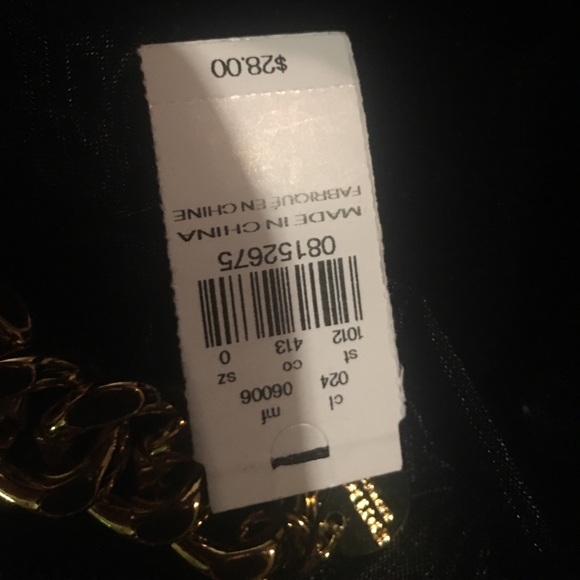 cl mf
024 06006
st co sz
1012 413 0
08152675
MADE IN CHINA
FABRIQUÉ EN CHINE
$28.00